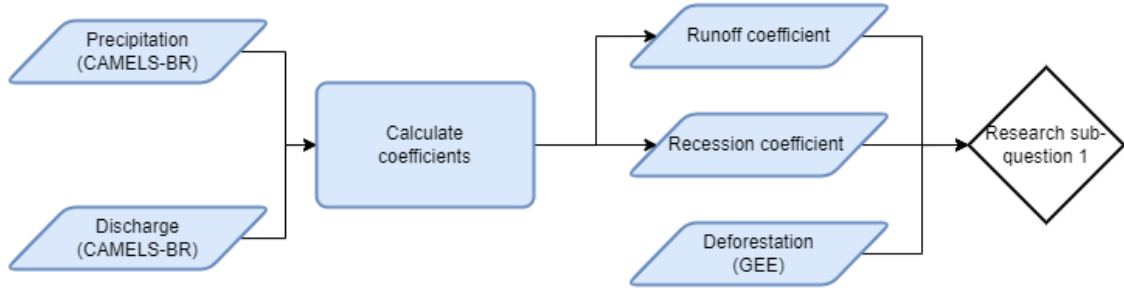 Precipitation
(CAMELS-BR)
Discharge
(CAMELS-BR)
Calculate
coefficients
Runoff coefficient
Recession coefficient
Deforestation
(GEE)
Research sub-
question 1